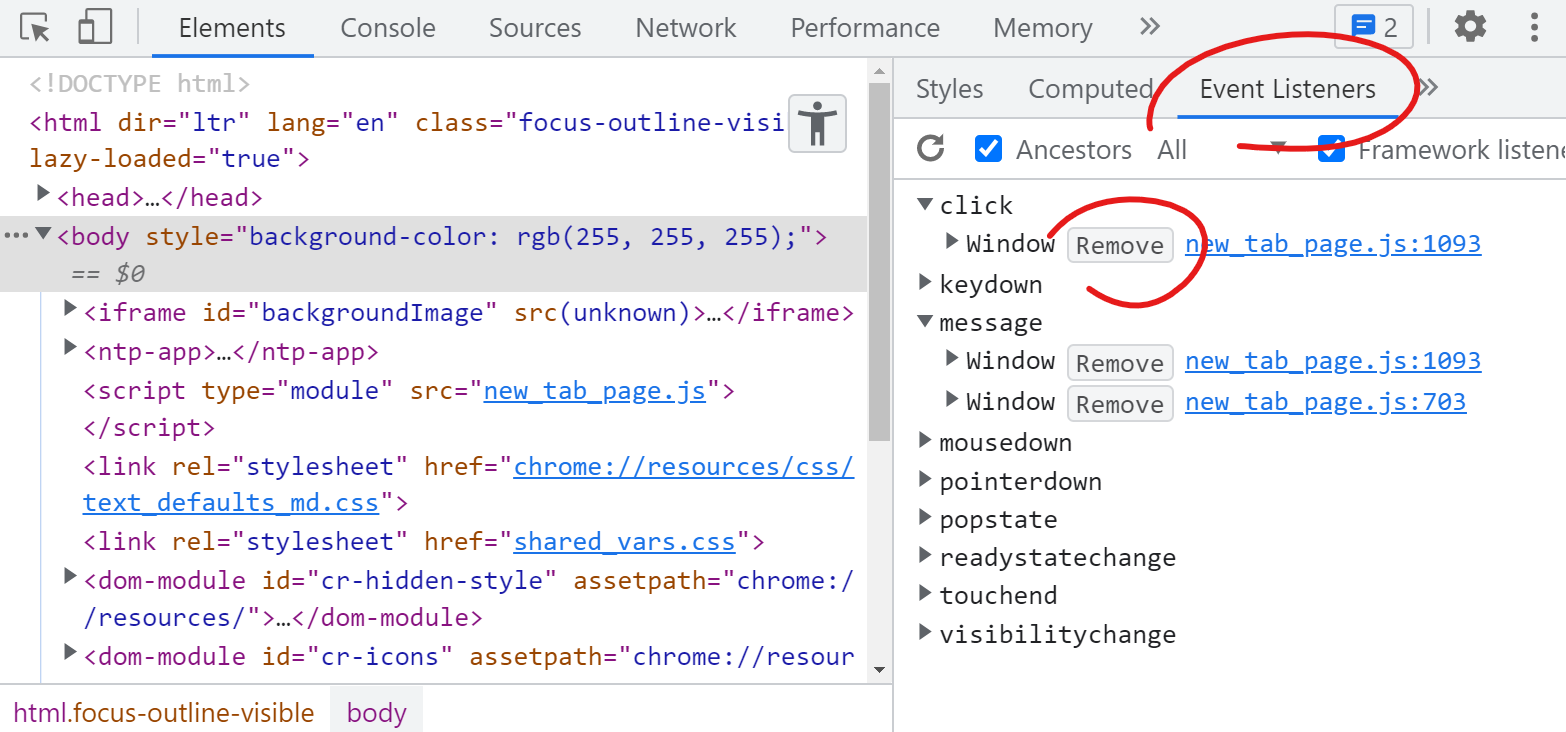 Elements Console Sources Network Performance Memory » 2
<!DOCTYPE html>
<html dir="ltr" lang="en" class="focus-outline-visi
lazy-loaded="true">
<head>…</head>
<body style="background-color: rgb(255, 255, 255);">
== $0
<iframe id="backgroundImage" src(unknown)>…</iframe>
<ntp-app>…</ntp-app>
<script type="module" src="new_tab_page.js">
</script>
<link rel="stylesheet" href="chrome://resources/css/
text_defaults_md.css">
<link rel="stylesheet" href="shared_vars.css">
<dom-module id="cr-hidden-style" assetpath="chrome:/
/resources/">…</dom-module>
<dom-module id="cr-icons" assetpath="chrome://resour
html.focus-outline-visible body
Styles Computed Event Listeners »
Ancestors All Framework listene
click
Window Remove new_tab_page.js:1093
keydown
message
Window Remove new_tab_page.js:1093
Window Remove new_tab_page.js:703
mousedown
pointerdown
popstate
readystatechange
touchend
visibilitychange